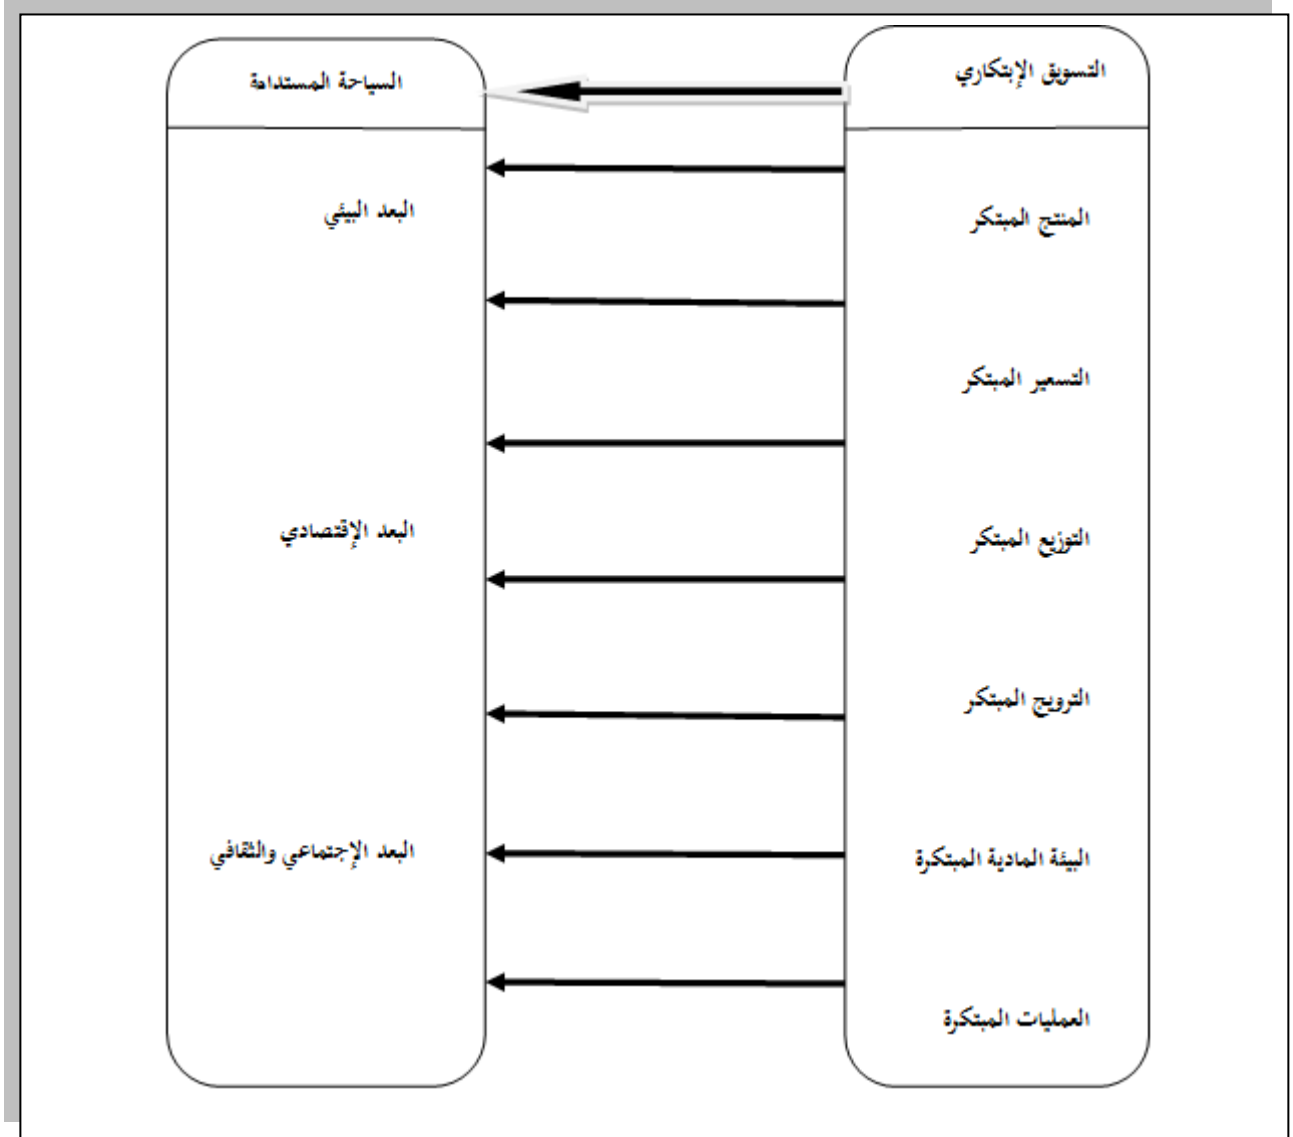 التسويق الإبتكاري
المنتج المبتكر
التسعير المبتكر
التوزيع المبتكر
الترويج المبتكر
البيئة المادية المبتكرة
العمليات المبتكرة
السياحة المستدامة
البعد البيئي
البعد الإقتصادي
البعد الإجتماعي والثقافي